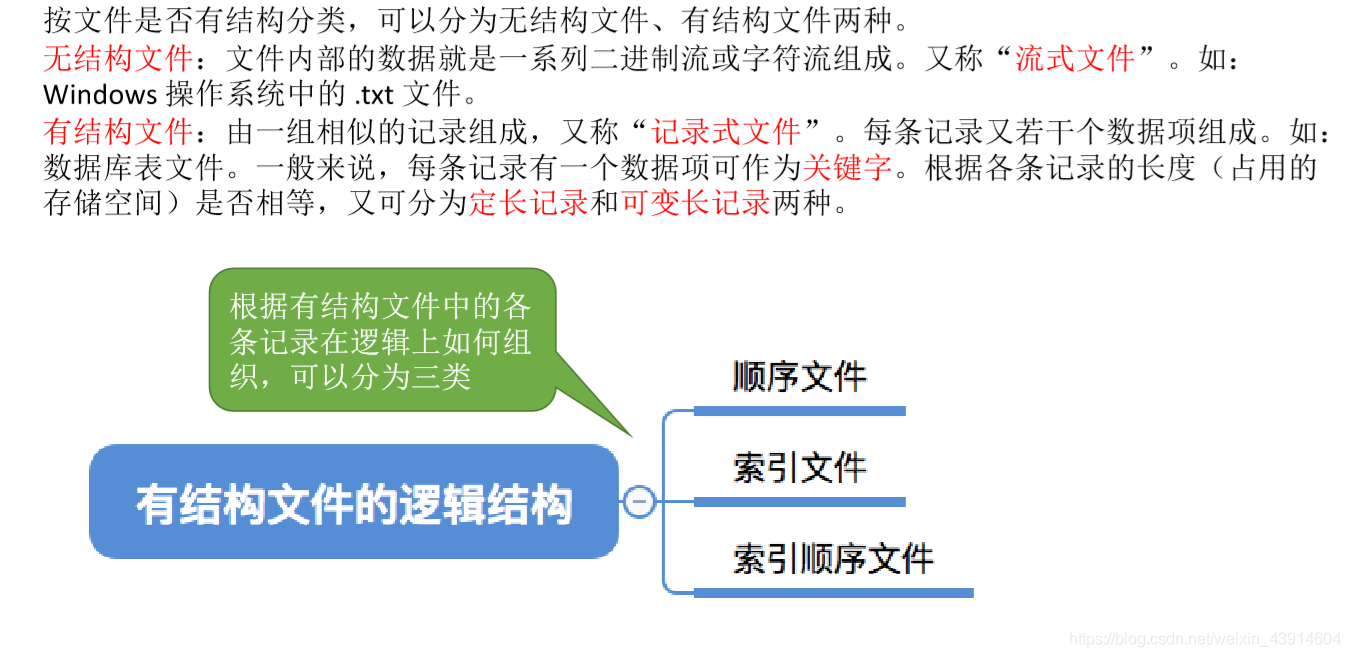 按文件是否有结构分类，可以分为无结构文件、有结构文件两种。
无结构文件：文件内部的数据就是一系列二进制流或字符流组成。又称“流式文件”。如：
Windows 操作系统中的 .txt 文件。
有结构文件：由一组相似的记录组成，又称“记录式文件”。每条记录又若干个数据项组成。如：
数据库表文件。一般来说，每条记录有一个数据项可作为关键字。根据各条记录的长度（占用的
存储空间）是否相等，又可分为定长记录和可变长记录两种。
根据有结构文件中的各
条记录在逻辑上如何组
织，可以分为三类
顺序文件
索引文件
有结构文件的逻辑结构
索引顺序文件
https://blog.csdn.net/weixin_43914604